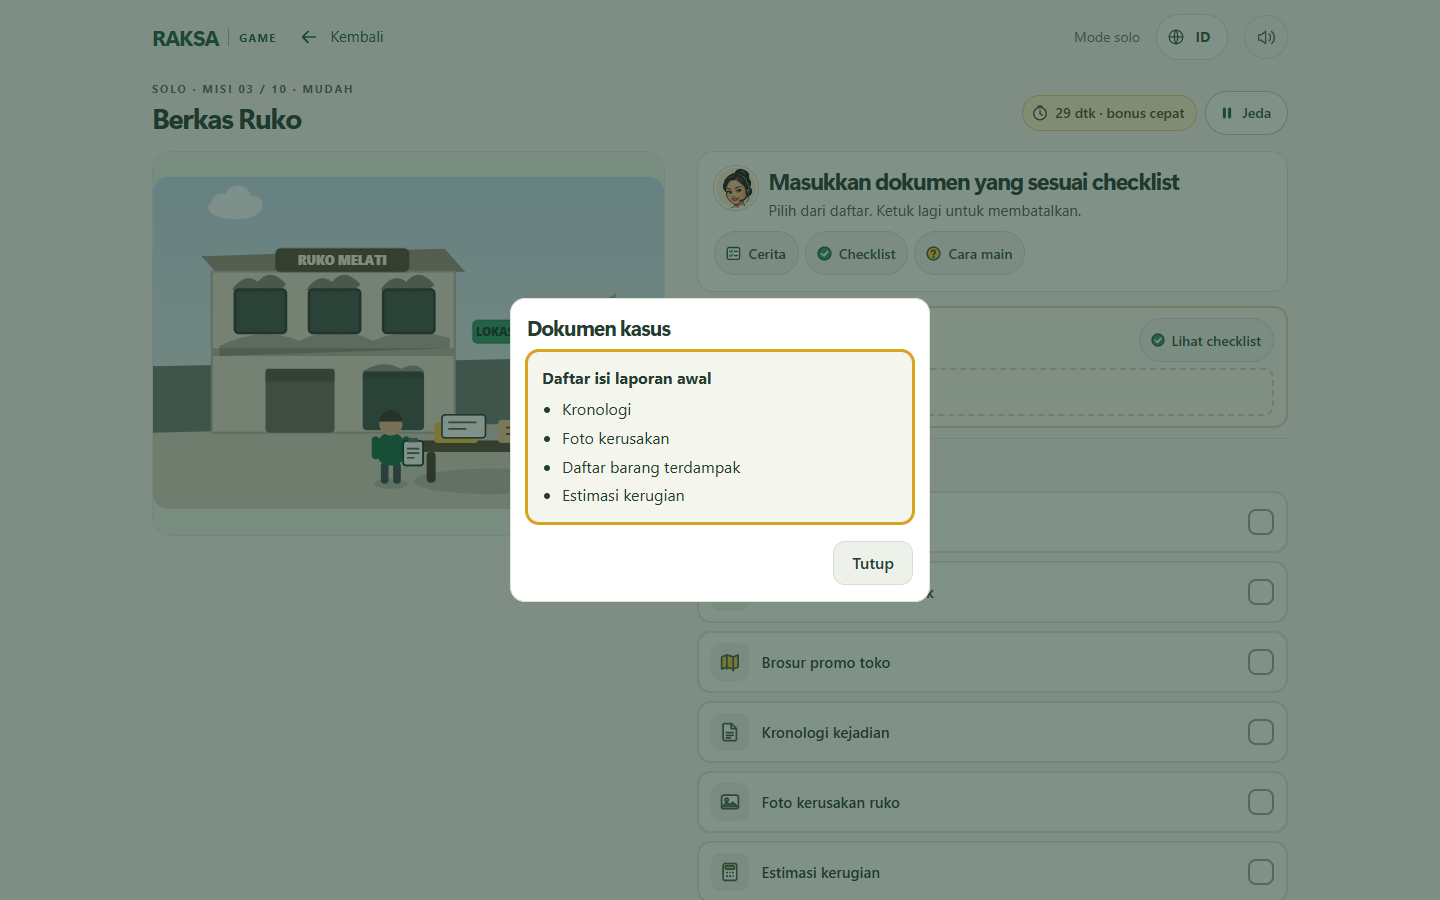 RAKSA GAME Kembali Mode solo ID
SOLO · MISI 03 / 10 · MUDAH
Berkas Ruko
29 dtk · bonus cepat Jeda
RUKO MELATI
Masukkan dokumen yang sesuai checklist
Pilih dari daftar. Ketuk lagi untuk membatalkan.
Cerita Checklist Cara main
Lihat checklist
Dokumen kasus
Daftar isi laporan awal
• Kronologi
• Foto kerusakan
• Daftar barang terdampak
• Estimasi kerugian
Tutup
Brosur promo toko
Kronologi kejadian
Foto kerusakan ruko
Estimasi kerugian